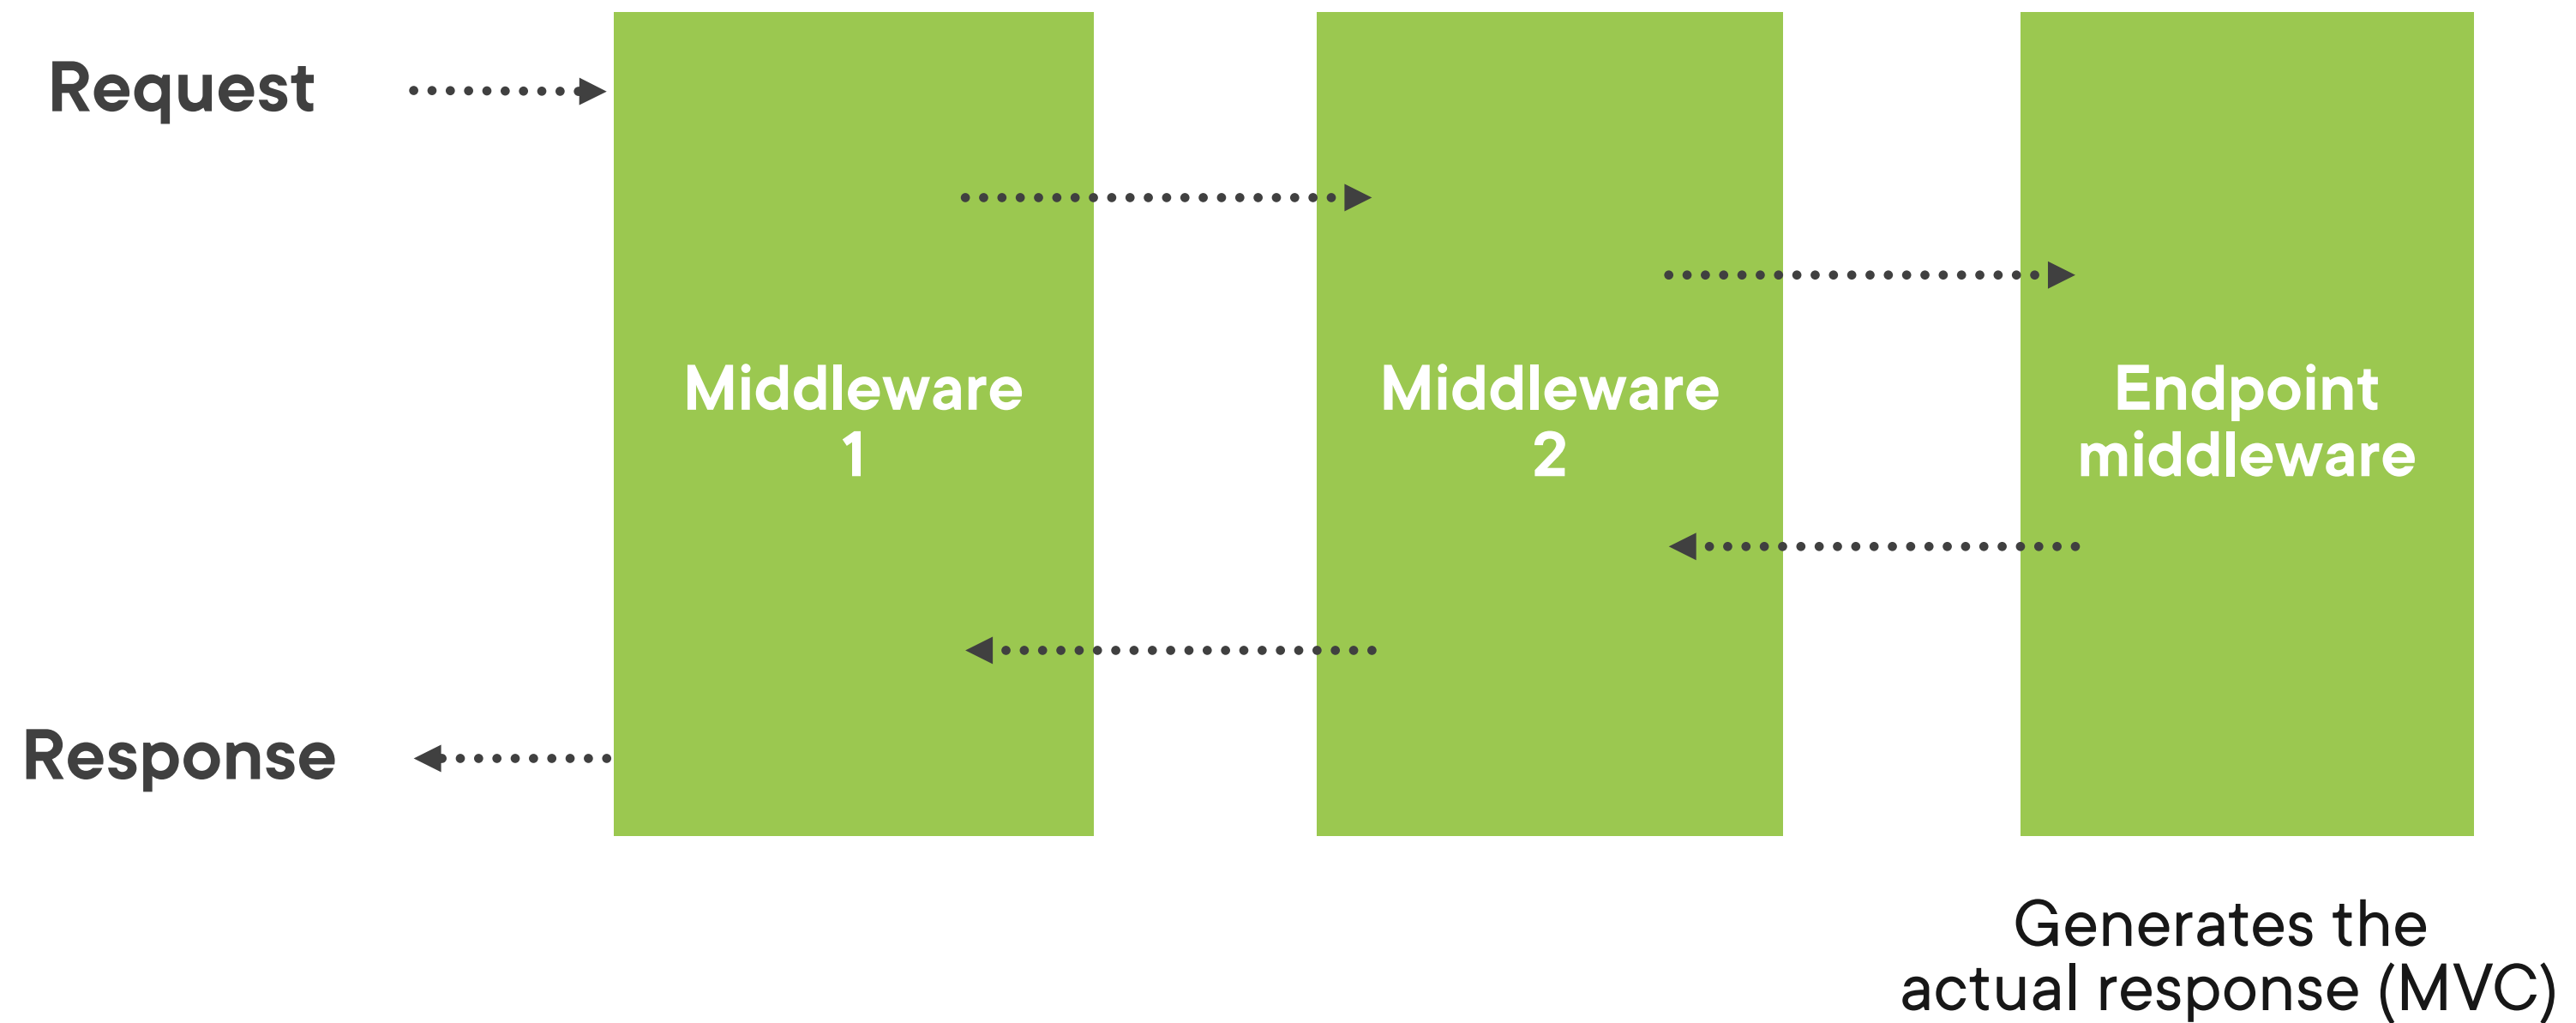 Request
Middleware
1
Middleware
2
Endpoint
middleware
Response
Generates the
actual response (MVC)